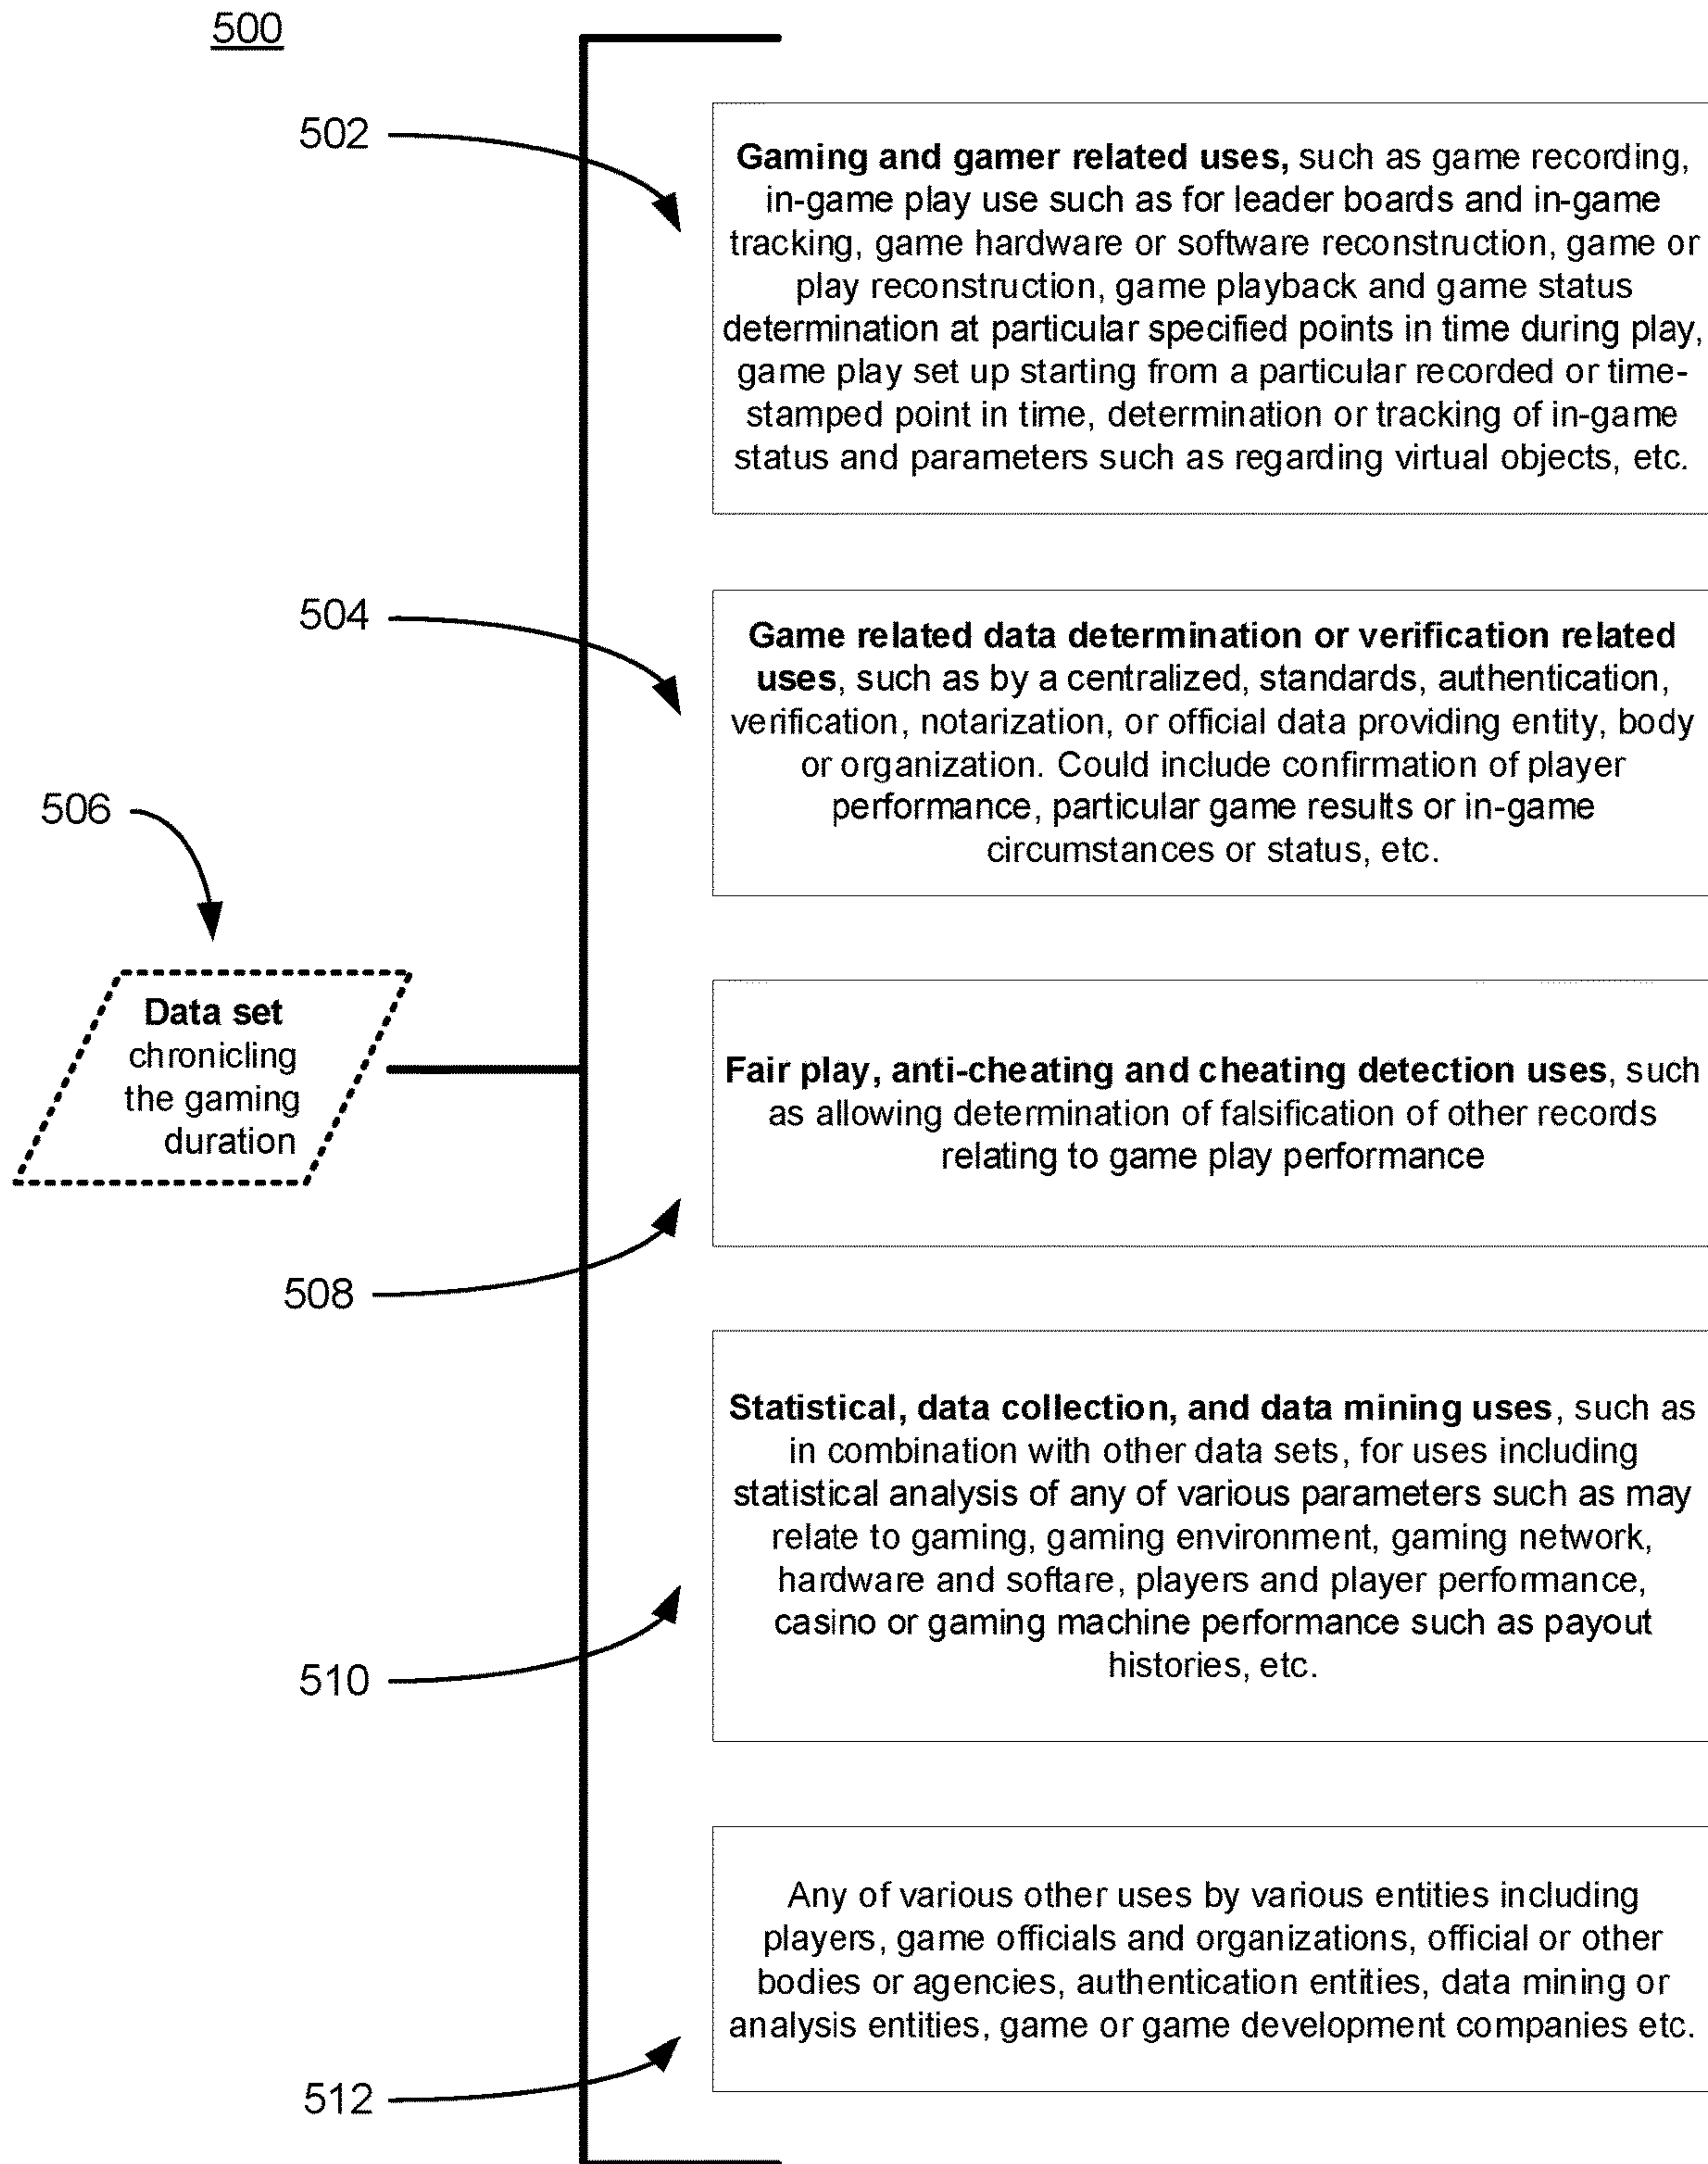 500
502
Gaming and gamer related uses, such as game recording,
in-game play use such as for leader boards and in-game
tracking, game hardware or software reconstruction, game or
play reconstruction, game playback and game status
determination at particular specified points in time during play,
game play set up starting from a particular recorded or time-
stamped point in time, determination or tracking of in-game
status and parameters such as regarding virtual objects, etc.
504
Game related data determination or verification related
uses, such as by a centralized, standards, authentication,
verification, notarization, or official data providing entity, body
or organization. Could include confirmation of player
performance, particular game results or in-game
circumstances or status, etc.
506
Data set
chronicling
the gaming
duration
Fair play, anti-cheating and cheating detection uses, such
as allowing determination of falsification of other records
relating to game play performance
508
Statistical, data collection, and data mining uses, such as
in combination with other data sets, for uses including
statistical analysis of any of various parameters such as may
relate to gaming, gaming environment, gaming network,
hardware and softare, players and player performance,
casino or gaming machine performance such as payout
histories, etc.
510
Any of various other uses by various entities including
players, game officials and organizations, official or other
bodies or agencies, authentication entities, data mining or
analysis entities, game or game development companies etc.
512